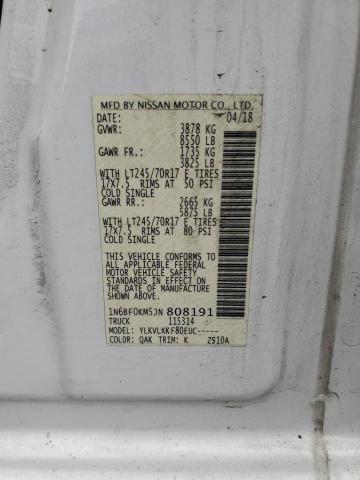 MFD BY NISSAN MOTOR CO., LTD.
DATE: 04/18
GVWR: 3878 KG
8550 LB
GAWR FR.: 1735 KG
3825 LB
WITH LT245/70R17 E TIRES
17X7.5 RIMS AT 50 PSI
COLD SINGLE
GAWR RR.: 2665 KG
5875 LB
WITH LT245/70R17 E TIRES
17X7.5 RIMS AT 80 PSI
COLD SINGLE
THIS VEHICLE CONFORMS TO
ALL APPLICABLE FEDERAL
MOTOR VEHICLE SAFETY
STANDARDS IN EFFECT ON
THE DATE OF MANUFACTURE
SHOWN ABOVE.
1N6BF0KM5JN 808191
TRUCK 115314
MODEL: YLKVLKKF80EUC-----
COLOR: QAK TRIM: K ZS10A